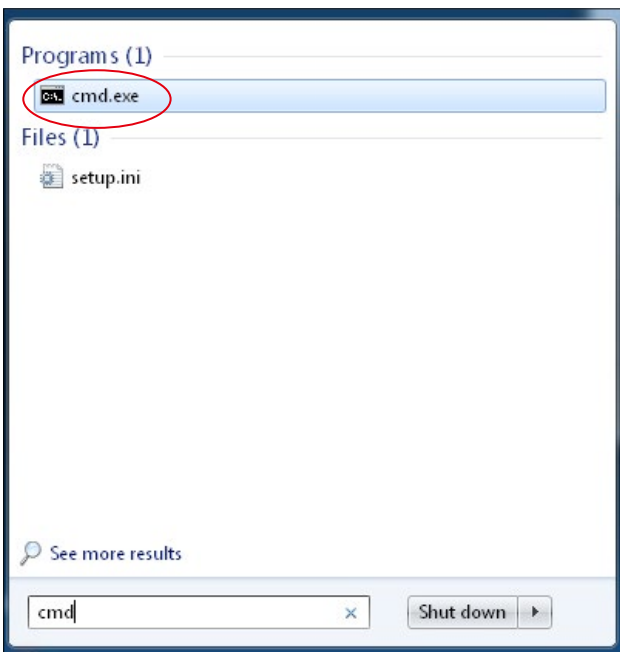 Programs (1)
cmd.exe
Files (1)
setup.ini
See more results
cmd
Shut down